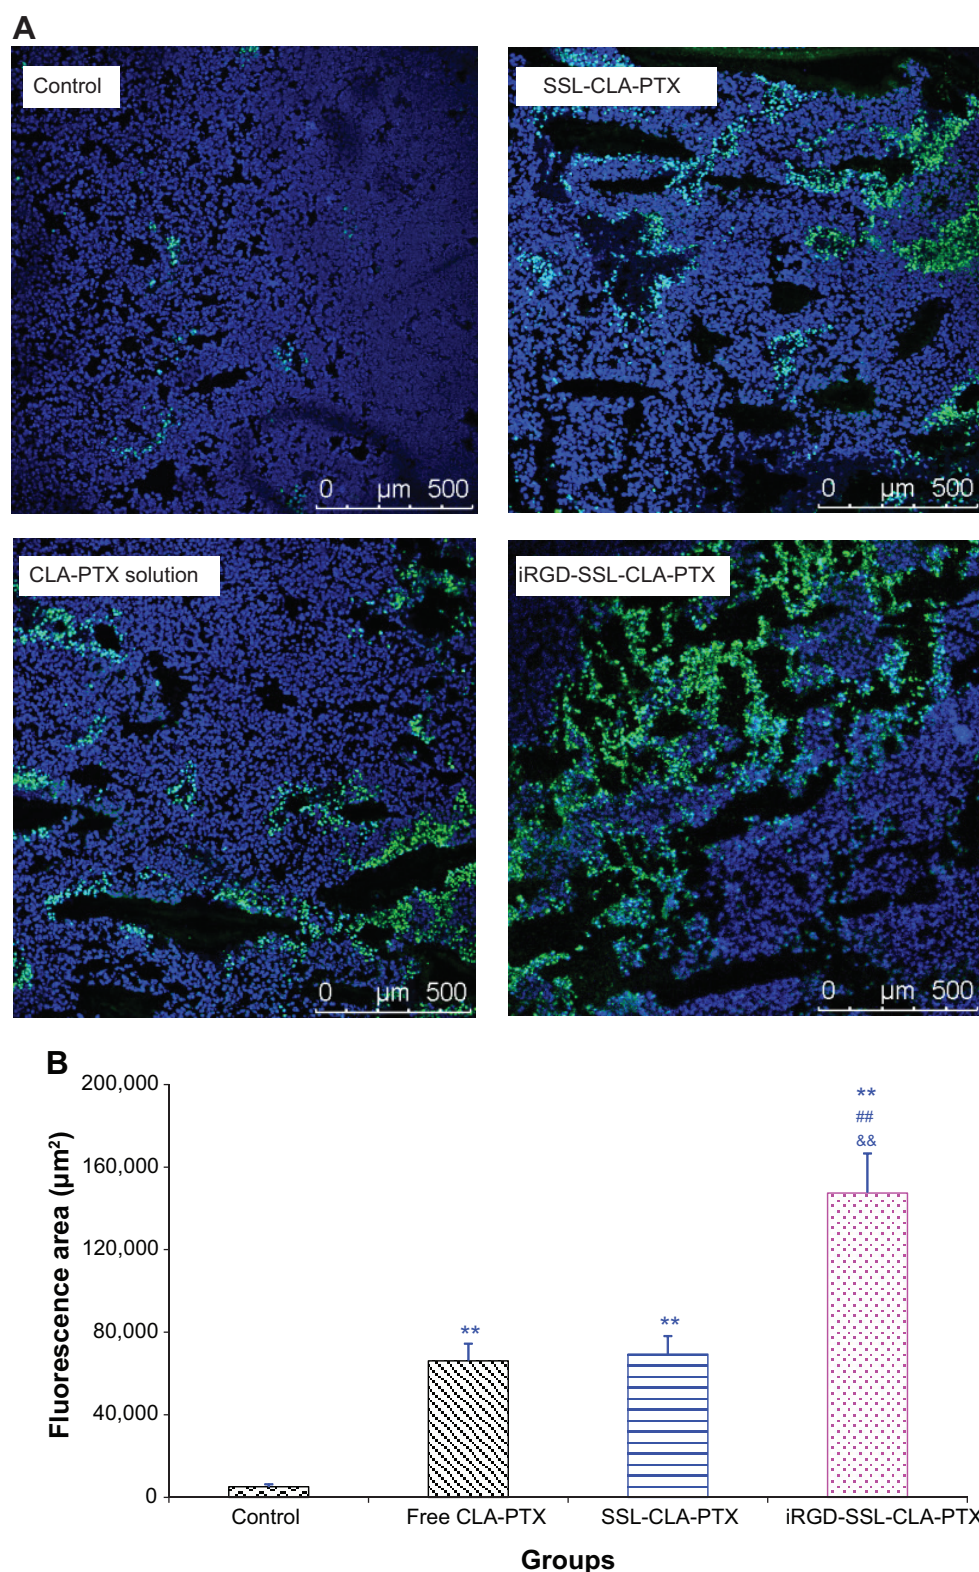 A
Control
SSL-CLA-PTX
0 µm 500
0 µm 500
CLA-PTX solution
iRGD-SSL-CLA-PTX
0 µm 500
0 µm 500
B
Fluorescence area (µm²)
200,000
160,000
120,000
80,000
40,000
0
**
**
**
##
&&
Control
Free CLA-PTX
SSL-CLA-PTX
iRGD-SSL-CLA-PTX
Groups